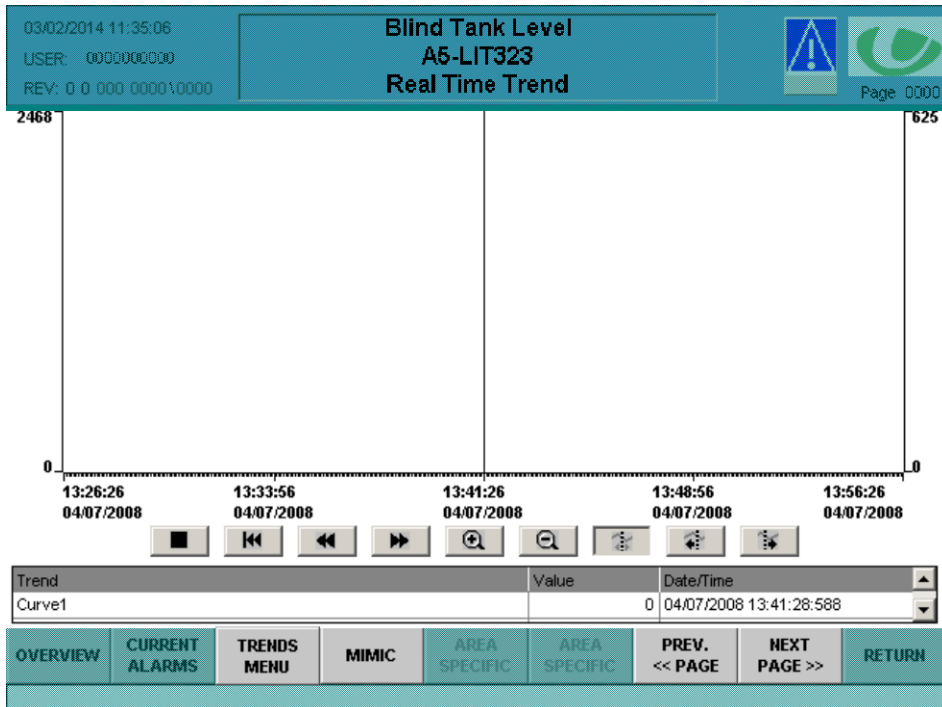 03/02/2014 11:35:06
USER: 0000000000
REV: 0 0 000 0000\0000
Blind Tank Level
A5-LIT323
Real Time Trend
Page 0000
2468
625
0
0
13:26:26
04/07/2008
13:33:56
04/07/2008
13:41:26
04/07/2008
13:48:56
04/07/2008
13:56:26
04/07/2008
Trend Value Date/Time
Curve1 0 04/07/2008 13:41:28:588
OVERVIEW
CURRENT
ALARMS
TRENDS
MENU
MIMIC
AREA
SPECIFIC
AREA
SPECIFIC
PREV.
<< PAGE
NEXT
PAGE >>
RETURN